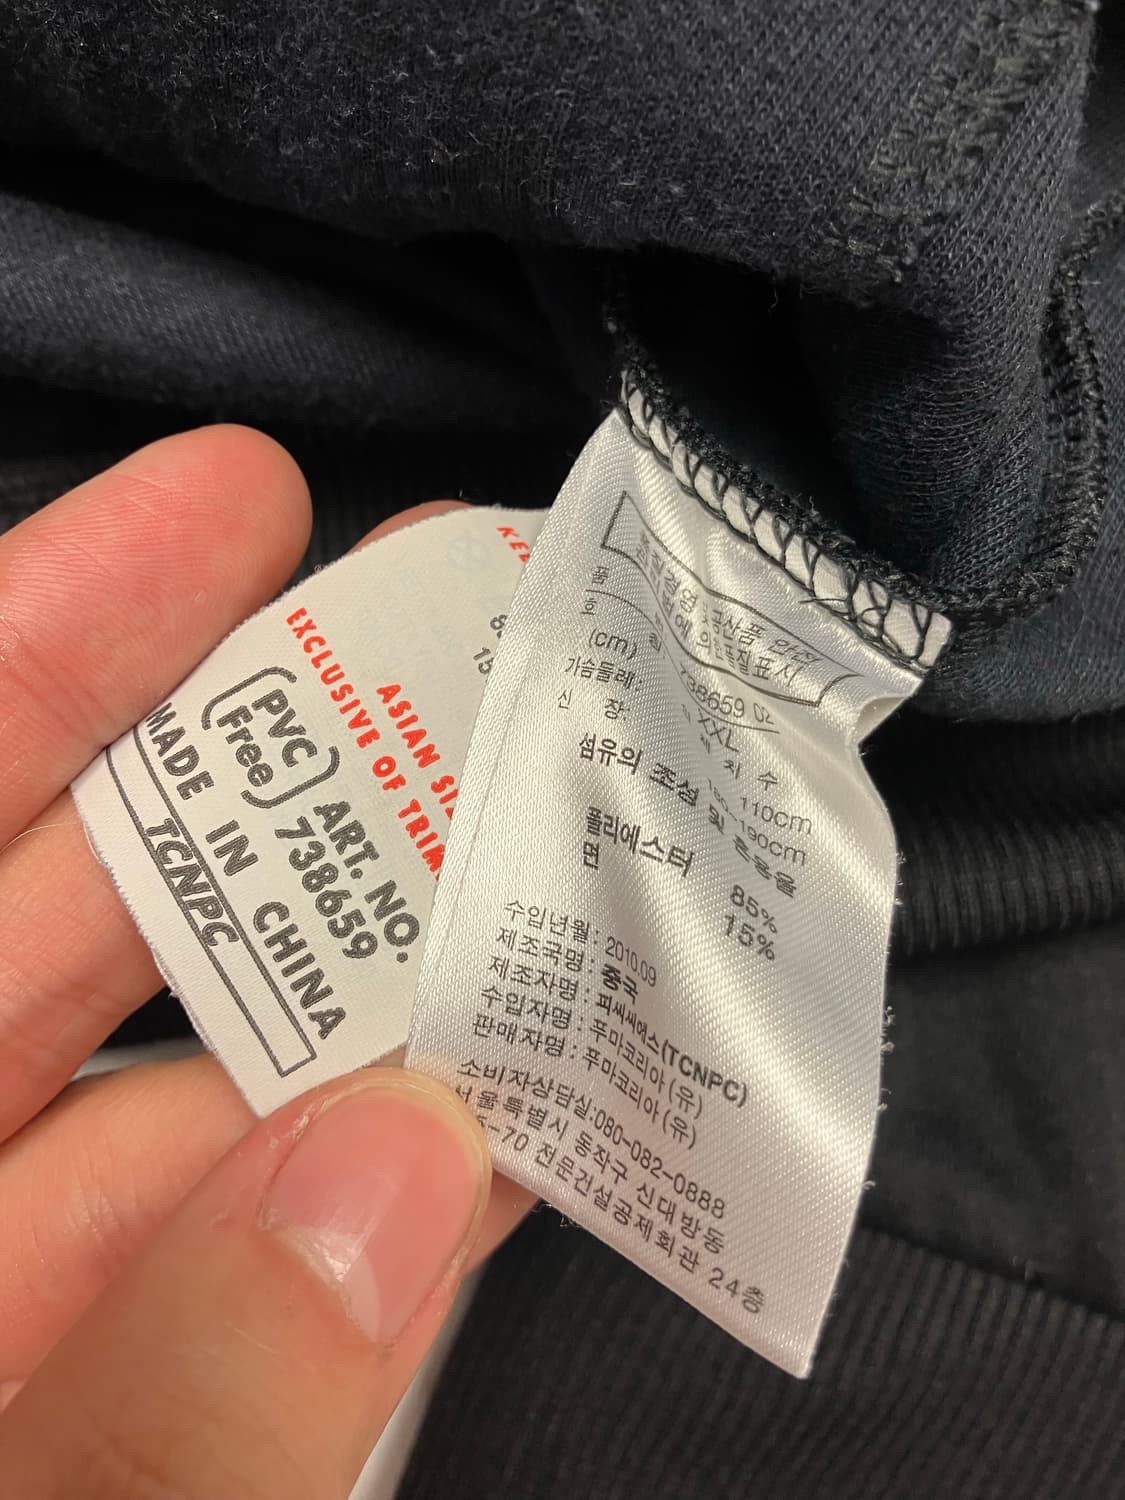 ASIAN
EXCLUSIVE OF TRIM
PVC
Free
ART. NO.
738659
MADE IN CHINA
TCNPC
738659 02
XXL
(cm)
가슴둘레: 110cm
신 장: -190cm
섬유의 조성 및 혼용율
폴리에스터 85%
면 15%
수입년월: 2010.09
제조국명: 중국
제조자명: 피씨씨에스(TCNPC)
수입자명: 푸마코리아(유)
판매자명: 푸마코리아(유)
소비자상담실:080-082-0888
서울특별시 동작구 신대방동
-70 전문건설공제회관 24층